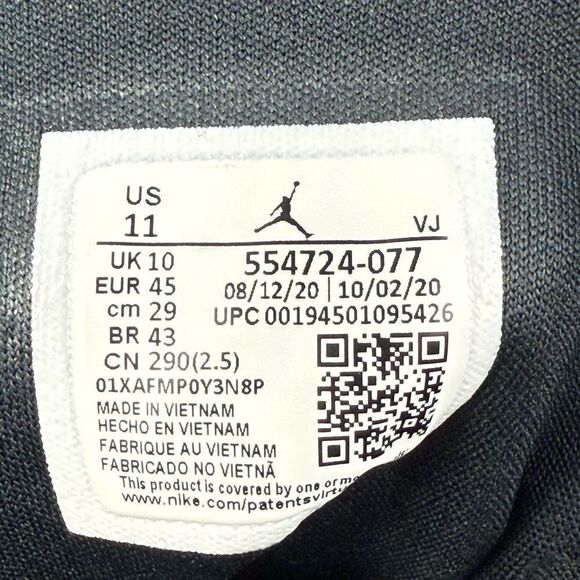 US
11
VJ
UK 10
EUR 45
cm 29
BR 43
CN 290(2.5)
554724-077
08/12/20 | 10/02/20
UPC 00194501095426
01XAFMP0Y3N8P
MADE IN VIETNAM
HECHO EN VIETNAM
FABRIQUE AU VIETNAM
FABRICADO NO VIETNÃ
This product is covered by one or
www.nike.com/patents